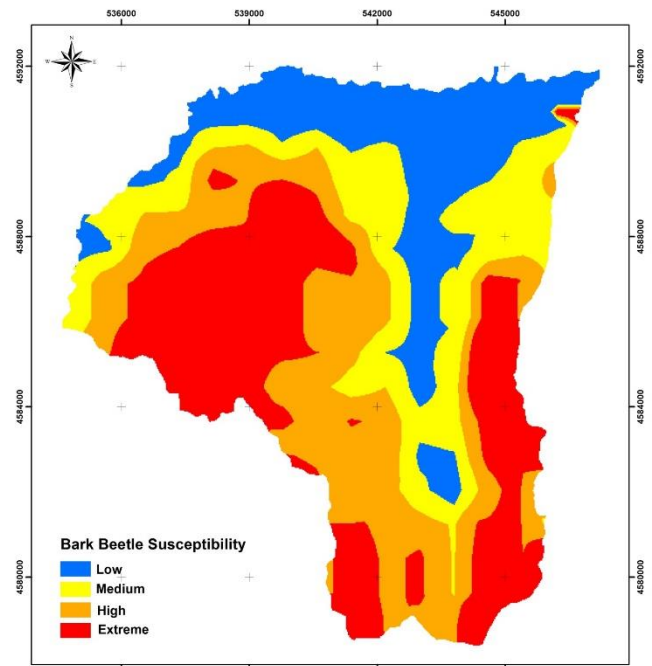 536000 539000 542000 545000
N
W E
S
4592000 4592000
4588000 4588000
4584000 4584000
4580000 4580000
Bark Beetle Susceptibility
Low
Medium
High
Extreme